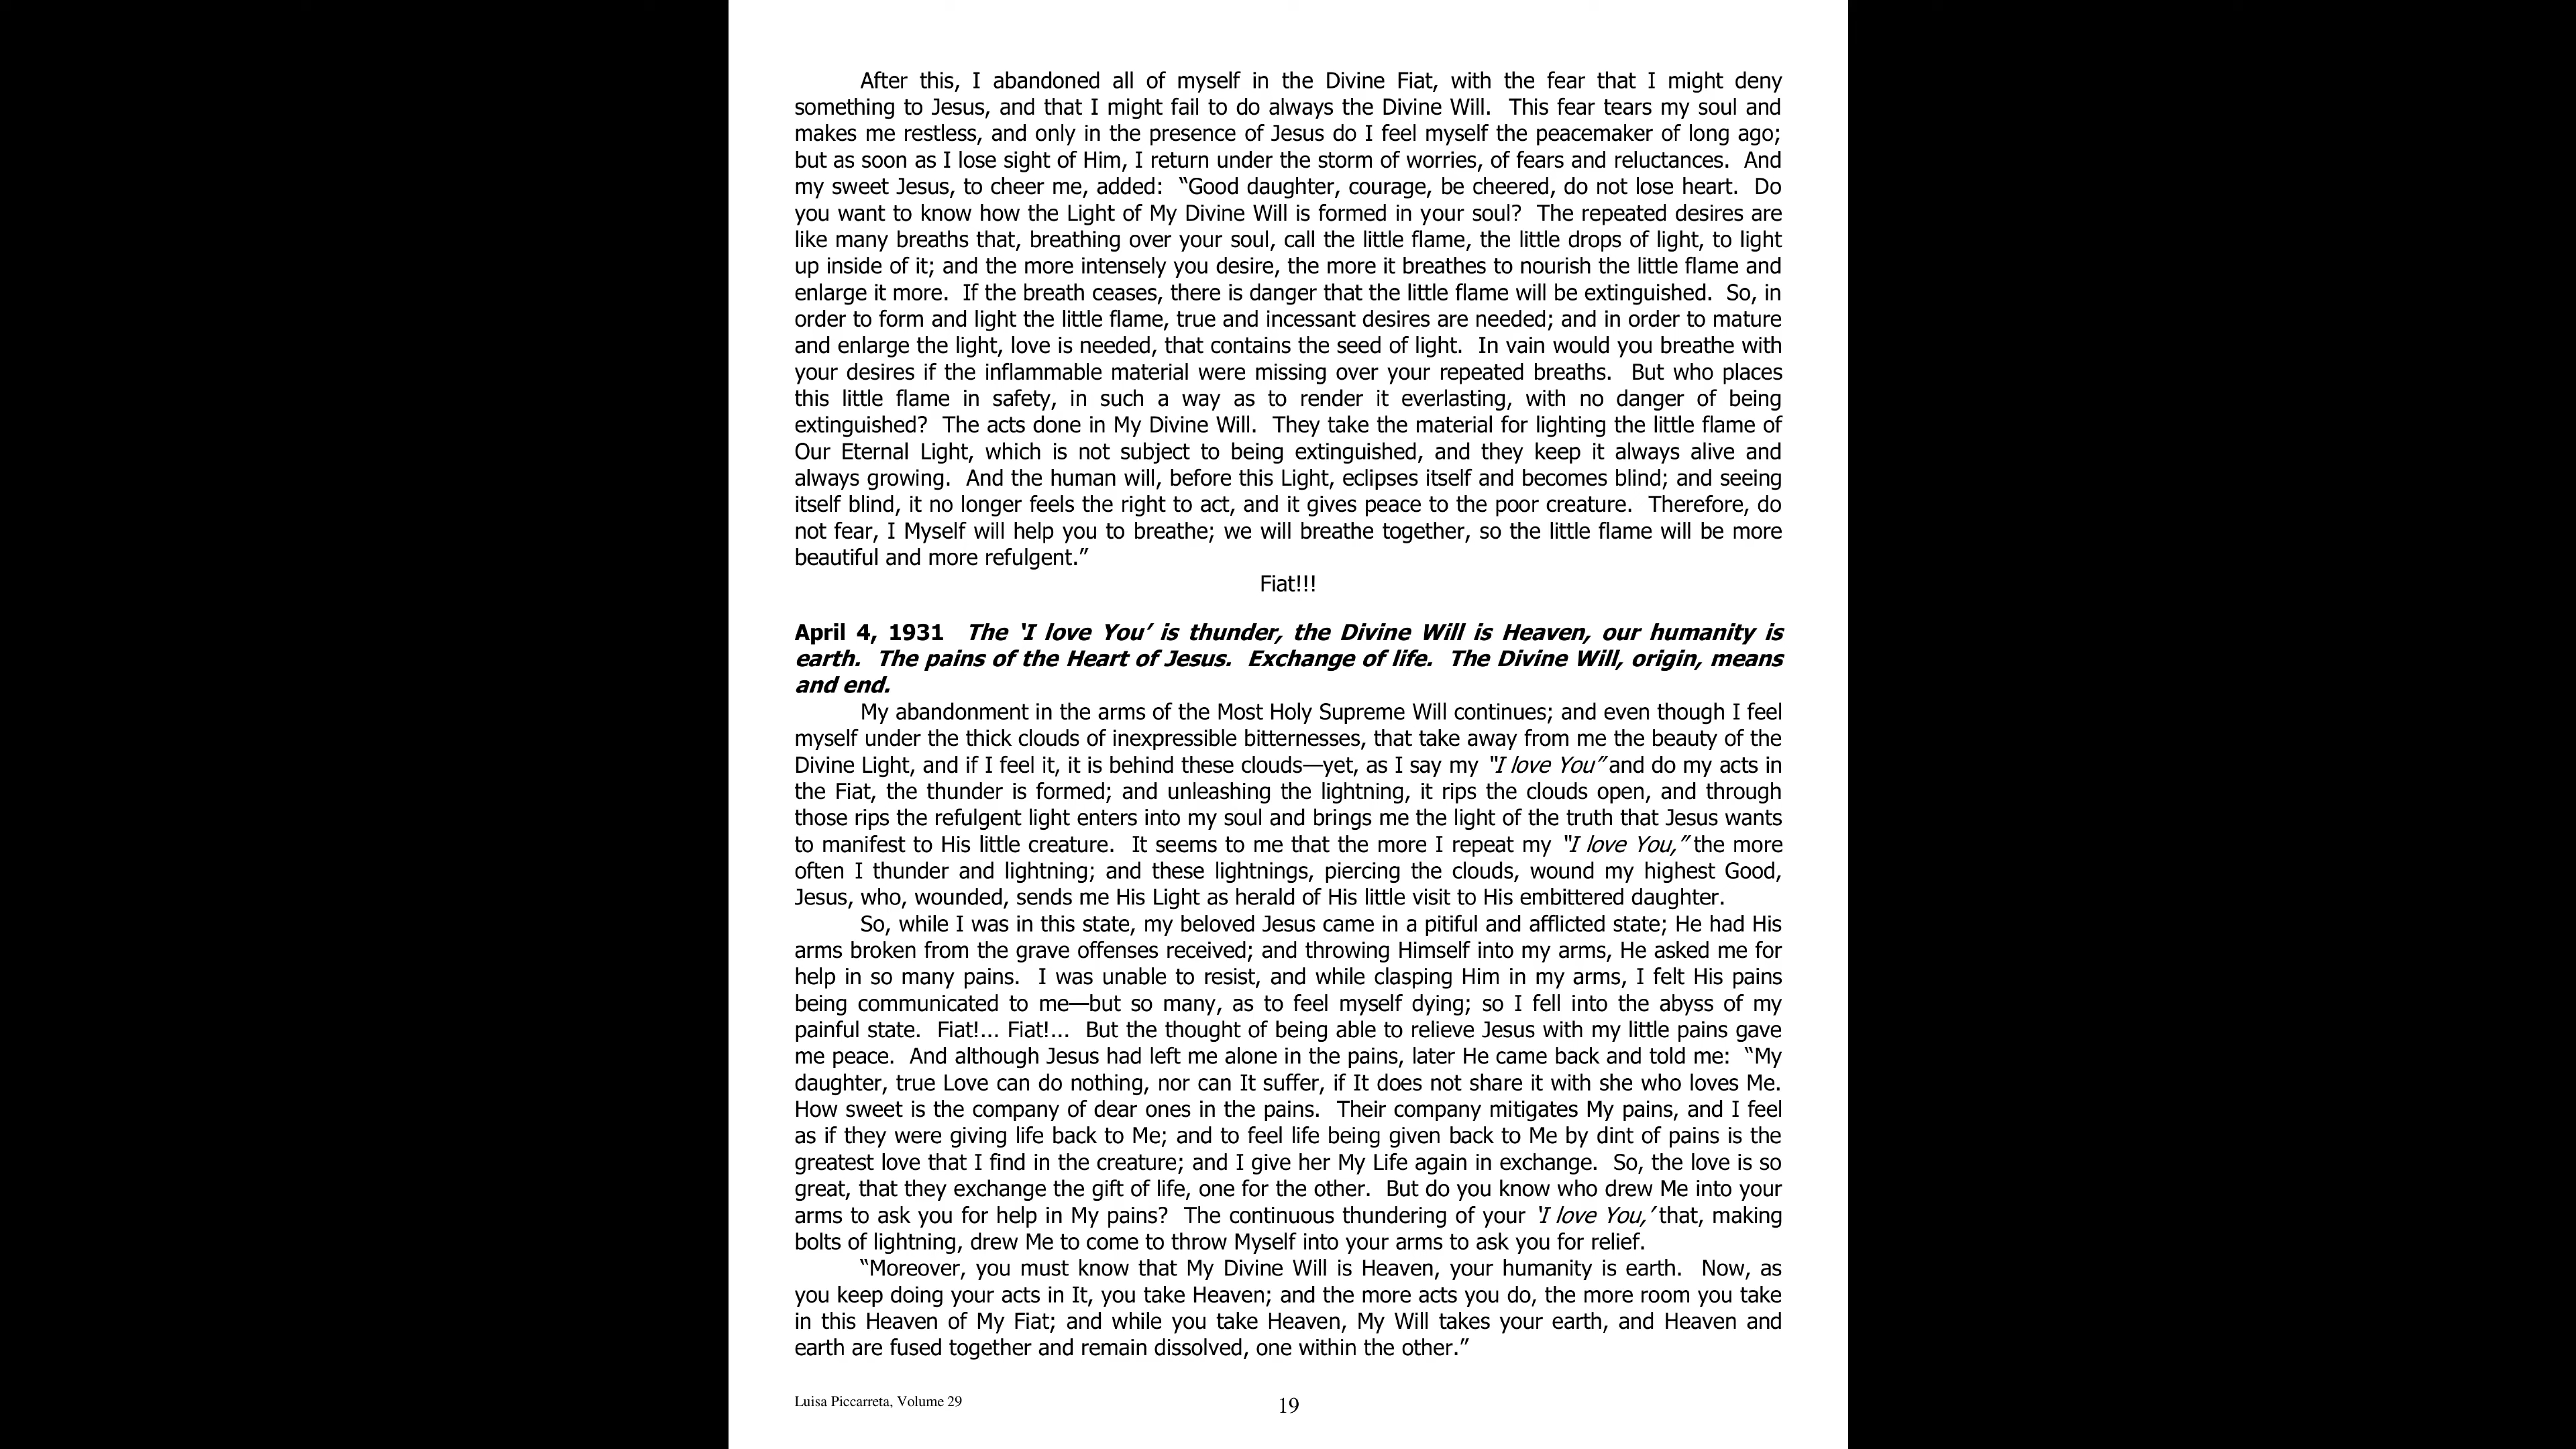 After this, I abandoned all of myself in the Divine Fiat, with the fear that I might deny
something to Jesus, and that I might fail to do always the Divine Will.  This fear tears my soul and
makes me restless, and only in the presence of Jesus do I feel myself the peacemaker of long ago;
but as soon as I lose sight of Him, I return under the storm of worries, of fears and reluctances.  And
my sweet Jesus, to cheer me, added:  “Good daughter, courage, be cheered, do not lose heart.  Do
you want to know how the Light of My Divine Will is formed in your soul?  The repeated desires are
like many breaths that, breathing over your soul, call the little flame, the little drops of light, to light
up inside of it; and the more intensely you desire, the more it breathes to nourish the little flame and
enlarge it more.  If the breath ceases, there is danger that the little flame will be extinguished.  So, in
order to form and light the little flame, true and incessant desires are needed; and in order to mature
and enlarge the light, love is needed, that contains the seed of light.  In vain would you breathe with
your desires if the inflammable material were missing over your repeated breaths.  But who places
this little flame in safety, in such a way as to render it everlasting, with no danger of being
extinguished?  The acts done in My Divine Will.  They take the material for lighting the little flame of
Our Eternal Light, which is not subject to being extinguished, and they keep it always alive and
always growing.  And the human will, before this Light, eclipses itself and becomes blind; and seeing
itself blind, it no longer feels the right to act, and it gives peace to the poor creature.  Therefore, do
not fear, I Myself will help you to breathe; we will breathe together, so the little flame will be more
beautiful and more refulgent.”
Fiat!!!
April 4, 1931  The ‘I love You’ is thunder, the Divine Will is Heaven, our humanity is
earth.  The pains of the Heart of Jesus.  Exchange of life.  The Divine Will, origin, means
and end.
My abandonment in the arms of the Most Holy Supreme Will continues; and even though I feel
myself under the thick clouds of inexpressible bitternesses, that take away from me the beauty of the
Divine Light, and if I feel it, it is behind these clouds—yet, as I say my “I love You” and do my acts in
the Fiat, the thunder is formed; and unleashing the lightning, it rips the clouds open, and through
those rips the refulgent light enters into my soul and brings me the light of the truth that Jesus wants
to manifest to His little creature.  It seems to me that the more I repeat my “I love You,” the more
often I thunder and lightning; and these lightnings, piercing the clouds, wound my highest Good,
Jesus, who, wounded, sends me His Light as herald of His little visit to His embittered daughter.
So, while I was in this state, my beloved Jesus came in a pitiful and afflicted state; He had His
arms broken from the grave offenses received; and throwing Himself into my arms, He asked me for
help in so many pains.  I was unable to resist, and while clasping Him in my arms, I felt His pains
being communicated to me—but so many, as to feel myself dying; so I fell into the abyss of my
painful state.  Fiat!... Fiat!...  But the thought of being able to relieve Jesus with my little pains gave
me peace.  And although Jesus had left me alone in the pains, later He came back and told me:  “My
daughter, true Love can do nothing, nor can It suffer, if It does not share it with she who loves Me.
How sweet is the company of dear ones in the pains.  Their company mitigates My pains, and I feel
as if they were giving life back to Me; and to feel life being given back to Me by dint of pains is the
greatest love that I find in the creature; and I give her My Life again in exchange.  So, the love is so
great, that they exchange the gift of life, one for the other.  But do you know who drew Me into your
arms to ask you for help in My pains?  The continuous thundering of your ‘I love You,’ that, making
bolts of lightning, drew Me to come to throw Myself into your arms to ask you for relief.
“Moreover, you must know that My Divine Will is Heaven, your humanity is earth.  Now, as
you keep doing your acts in It, you take Heaven; and the more acts you do, the more room you take
in this Heaven of My Fiat; and while you take Heaven, My Will takes your earth, and Heaven and
earth are fused together and remain dissolved, one within the other.”
Luisa Piccarreta, Volume 29
19